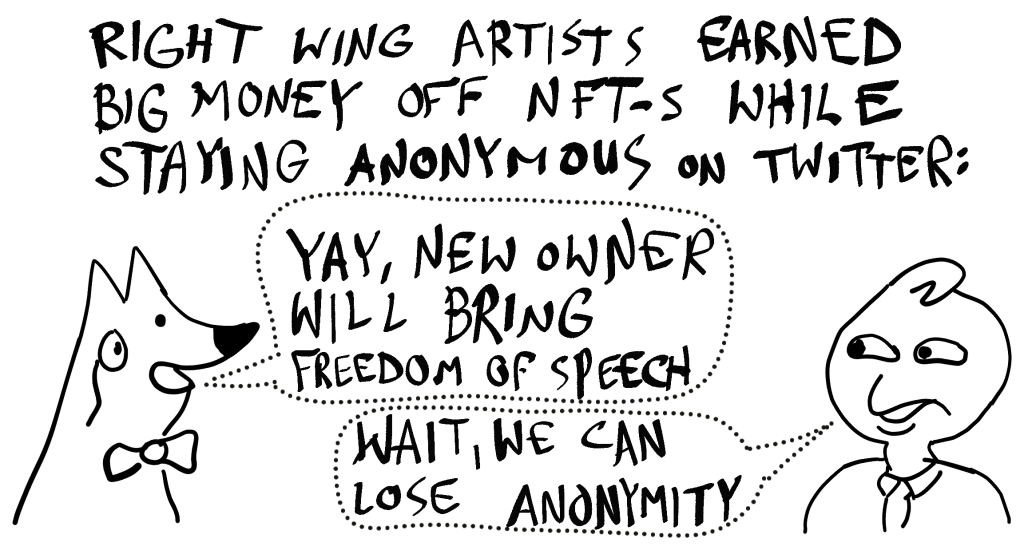 RIGHT WING ARTISTS EARNED
BIG MONEY OFF NFT-S WHILE
STAYING ANONYMOUS ON TWITTER:
YAY, NEW OWNER
WILL BRING
FREEDOM OF SPEECH
WAIT, WE CAN
LOSE ANONYMITY